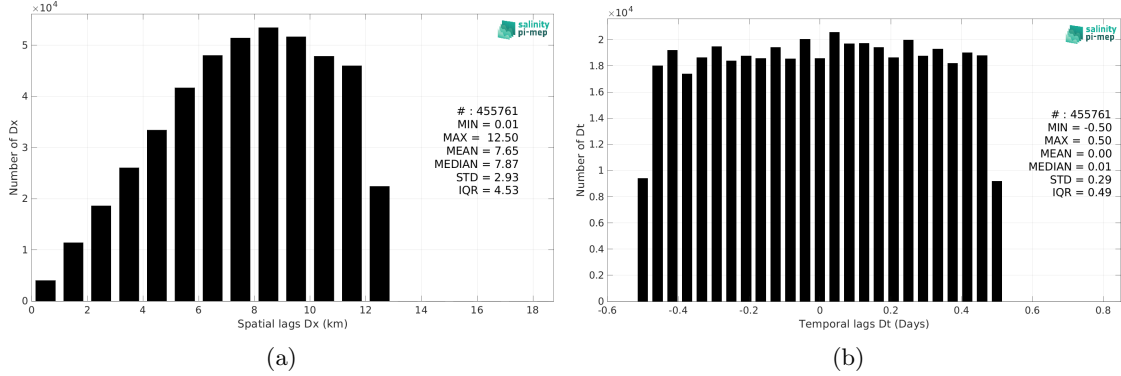 ×10⁴
5
4
3
2
1
0
Number of Dx
0
2
4
6
8
10
12
14
16
18
Spatial lags Dx (km)
salinity
pi-mep
# : 455761
MIN = 0.01
MAX = 12.50
MEAN = 7.65
MEDIAN = 7.87
STD = 2.93
IQR = 4.53
(a)
×10⁴
2
1.8
1.6
1.4
1.2
1
0.8
0.6
0.4
0.2
0
Number of Dt
-0.6
-0.4
-0.2
0
0.2
0.4
0.6
0.8
Temporal lags Dt (Days)
salinity
pi-mep
# : 455761
MIN = -0.50
MAX = 0.50
MEAN = 0.00
MEDIAN = 0.01
STD = 0.29
IQR = 0.49
(b)